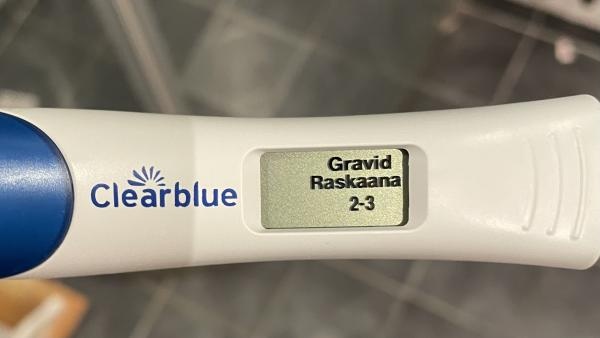 Clearblue
Gravid
Raskaana
2-3